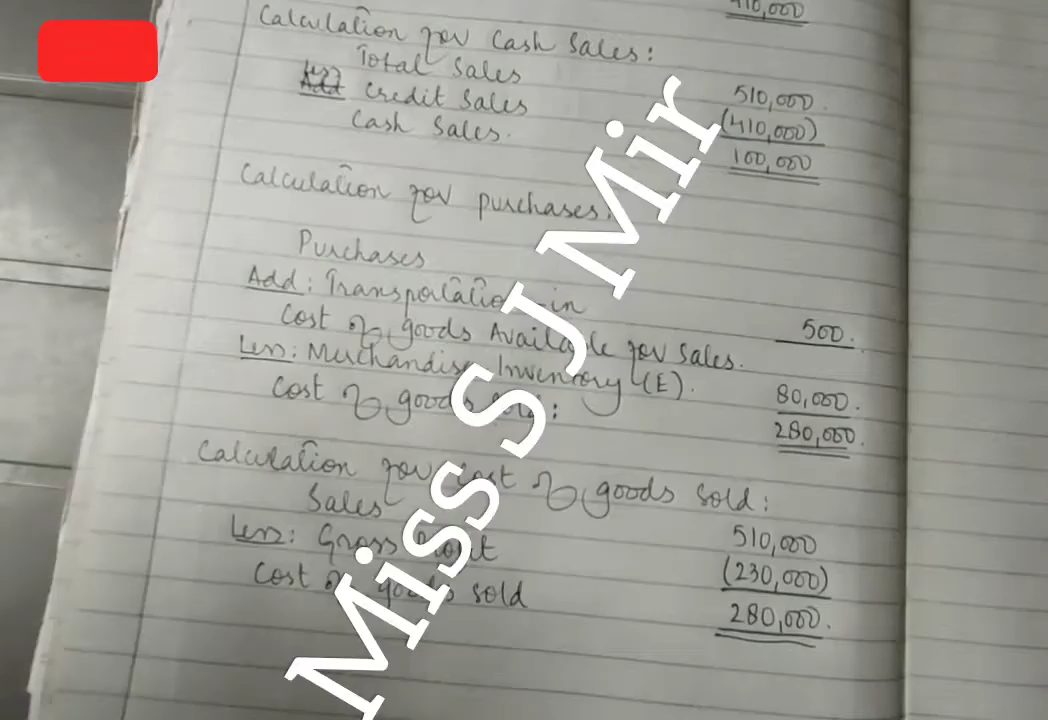 410,000
Calculation for Cash Sales:
Total Sales 510,000.
Credit Sales (410,000)
Cash Sales. 100,000
Calculation for purchases.
Purchases
Add: Transportation-in 500.
Cost of goods Available for sales.
Less: Merchandise Inventory (E). 80,000.
Cost of goods sold: 280,000.
Calculation for Cost of goods sold:
Sales 510,000
Less: Gross Profit (230,000)
Cost of goods sold 280,000.
Miss S J Mir